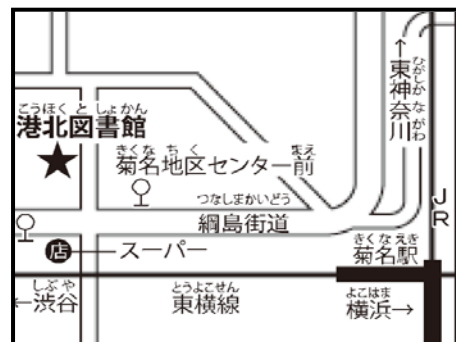 こうほく と しょかん
港北図書館
きくな ち く まえ
菊名地区センター前
つなしまかいどう
綱島街道
店 スーパー
←渋谷
しぶや
とうよこせん
東横線
きくなえき
菊名駅
よこはま
横浜→
JR
ひがしか な がわ
←東神奈川